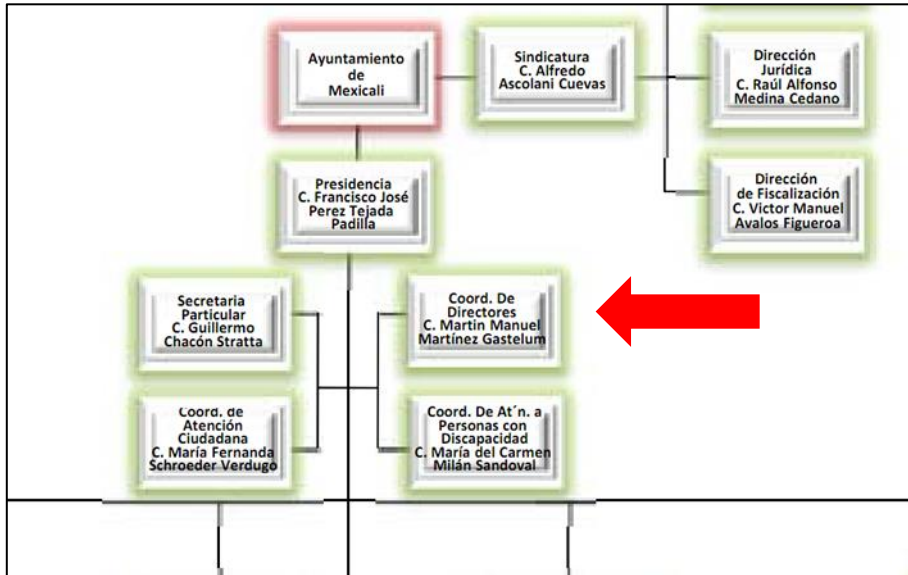 Ayuntamiento
de
Mexicali
Sindicatura
C. Alfredo
Ascolani Cuevas
Dirección
Jurídica
C. Raúl Alfonso
Medina Cedano
Presidencia
C. Francisco José
Perez Tejada
Padilla
Dirección
de Fiscalización
C. Victor Manuel
Avalos Figueroa
Secretaria
Particular
C. Guillermo
Chacón Stratta
Coord. De
Directores
C. Martin Manuel
Martínez Gastelum
Coord. de
Atención
Ciudadana
C. María Fernanda
Schroeder Verdugo
Coord. De At´n. a
Personas con
Discapacidad
C. María del Carmen
Milán Sandoval